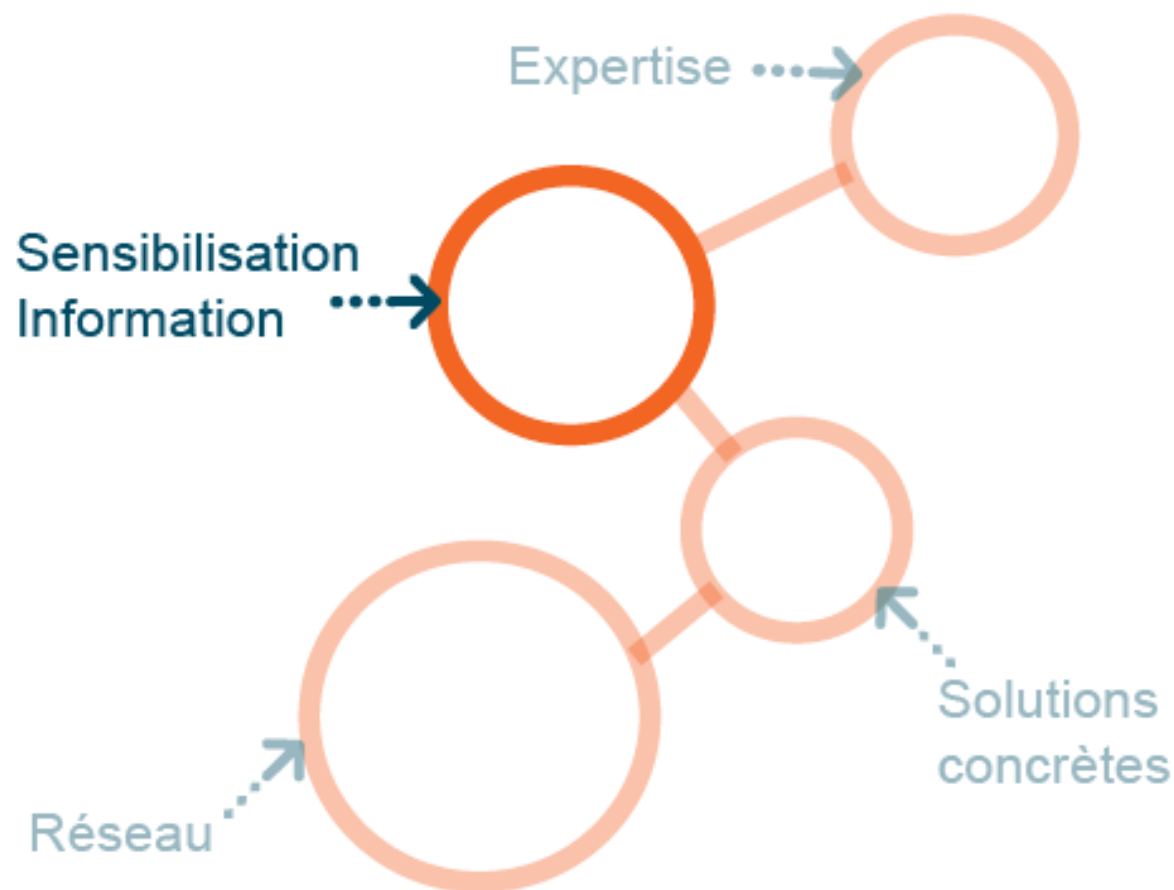 Expertise
Sensibilisation
Information
Solutions
concrètes
Réseau